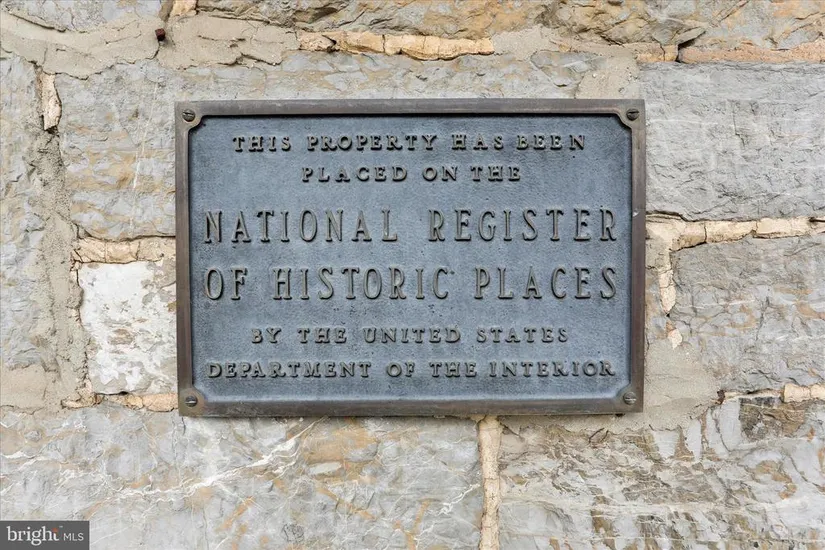 THIS PROPERTY HAS BEEN
PLACED ON THE
NATIONAL REGISTER
OF HISTORIC PLACES
BY THE UNITED STATES
DEPARTMENT OF THE INTERIOR
bright MLS